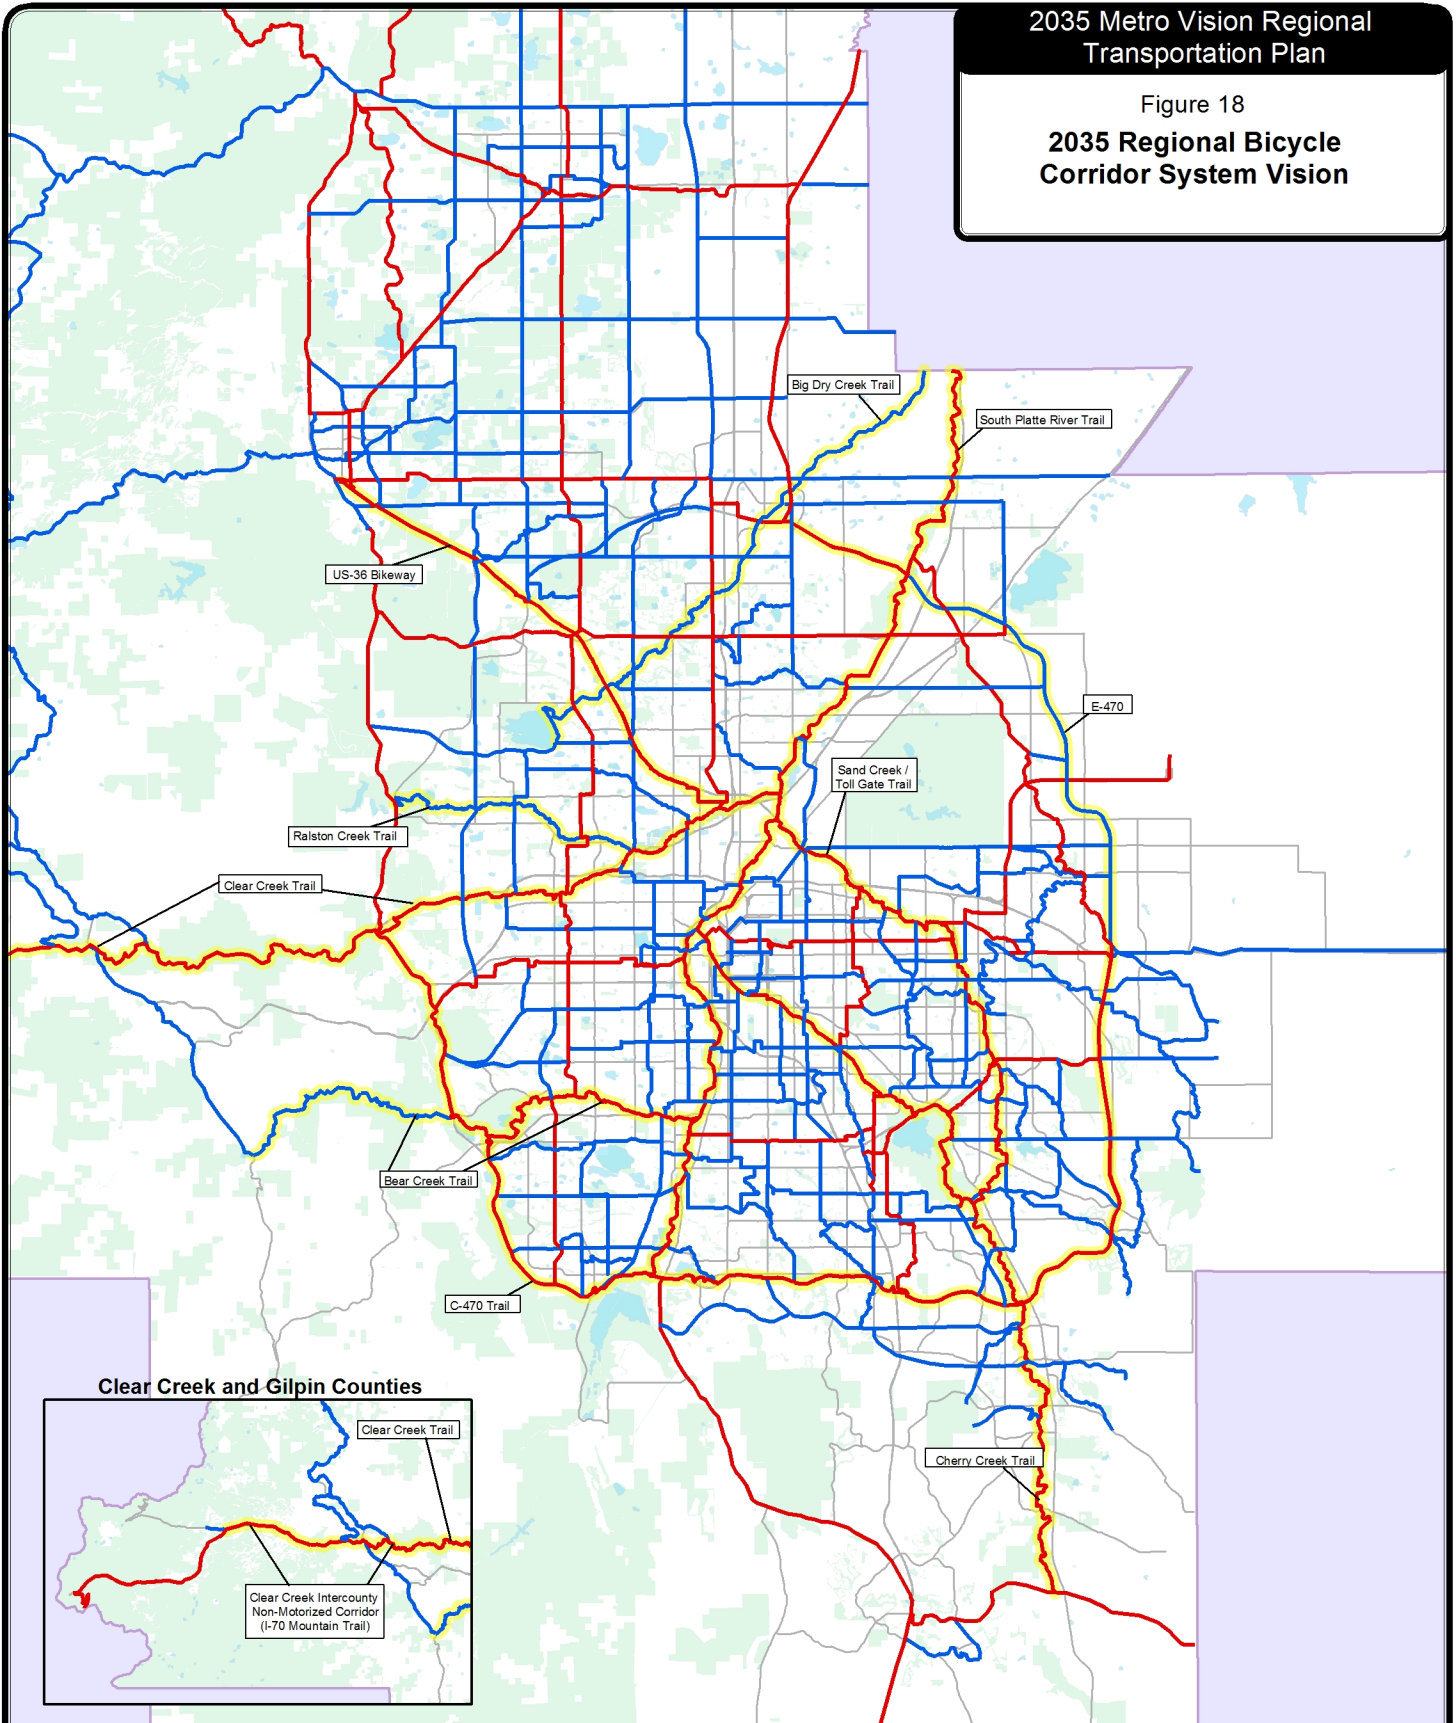 2035 Metro Vision Regional
Transportation Plan
Figure 18
2035 Regional Bicycle
Corridor System Vision
Big Dry Creek Trail
South Platte River Trail
US-36 Bikeway
E-470
Sand Creek /
Toll Gate Trail
Ralston Creek Trail
Clear Creek Trail
Bear Creek Trail
C-470 Trail
Clear Creek and Gilpin Counties
Clear Creek Trail
Cherry Creek Trail
Clear Creek Intercounty
Non-Motorized Corridor
(I-70 Mountain Trail)